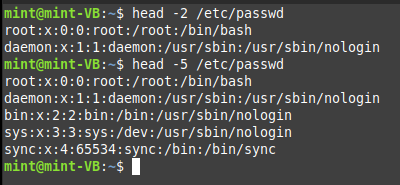 mint@mint-VB:~$ head -2 /etc/passwd
root:x:0:0:root:/root:/bin/bash
daemon:x:1:1:daemon:/usr/sbin:/usr/sbin/nologin
mint@mint-VB:~$ head -5 /etc/passwd
root:x:0:0:root:/root:/bin/bash
daemon:x:1:1:daemon:/usr/sbin:/usr/sbin/nologin
bin:x:2:2:bin:/bin:/usr/sbin/nologin
sys:x:3:3:sys:/dev:/usr/sbin/nologin
sync:x:4:65534:sync:/bin:/bin/sync
mint@mint-VB:~$